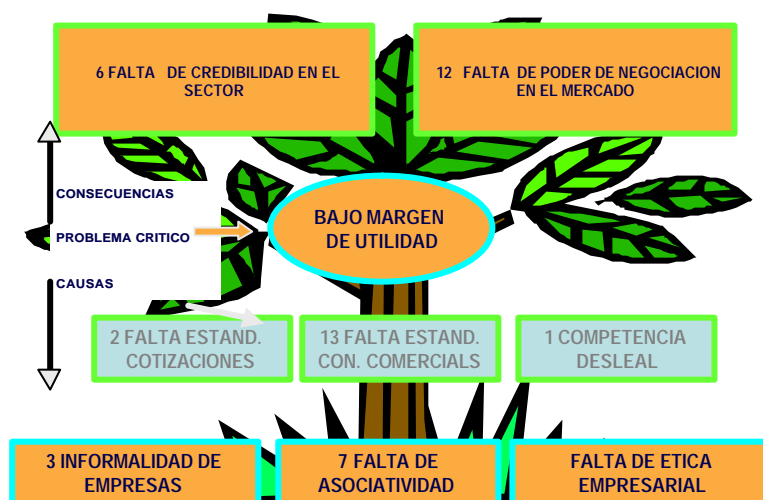 6 FALTA DE CREDIBILIDAD EN EL
SECTOR
12 FALTA DE PODER DE NEGOCIACION
EN EL MERCADO
CONSECUENCIAS
PROBLEMA CRITICO
CAUSAS
BAJO MARGEN
DE UTILIDAD
2 FALTA ESTAND.
COTIZACIONES
13 FALTA ESTAND.
CON. COMERCIALS
1 COMPETENCIA
DESLEAL
3 INFORMALIDAD DE
EMPRESAS
7 FALTA DE
ASOCIATIVIDAD
FALTA DE ETICA
EMPRESARIAL